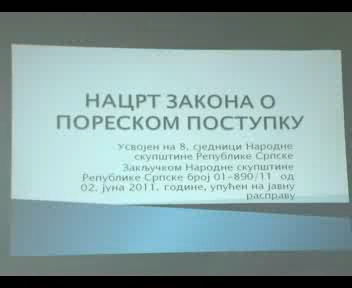 НАЦРТ ЗАКОНА О
ПОРЕСКОМ ПОСТУПКУ
Усвојен на 8. сједници Народне
скупштине Републике Српске
Закључком Народне скупштине
Републике Српске број 01-890/11 од
02. јуна 2011. године, упућен на јавну
расправу